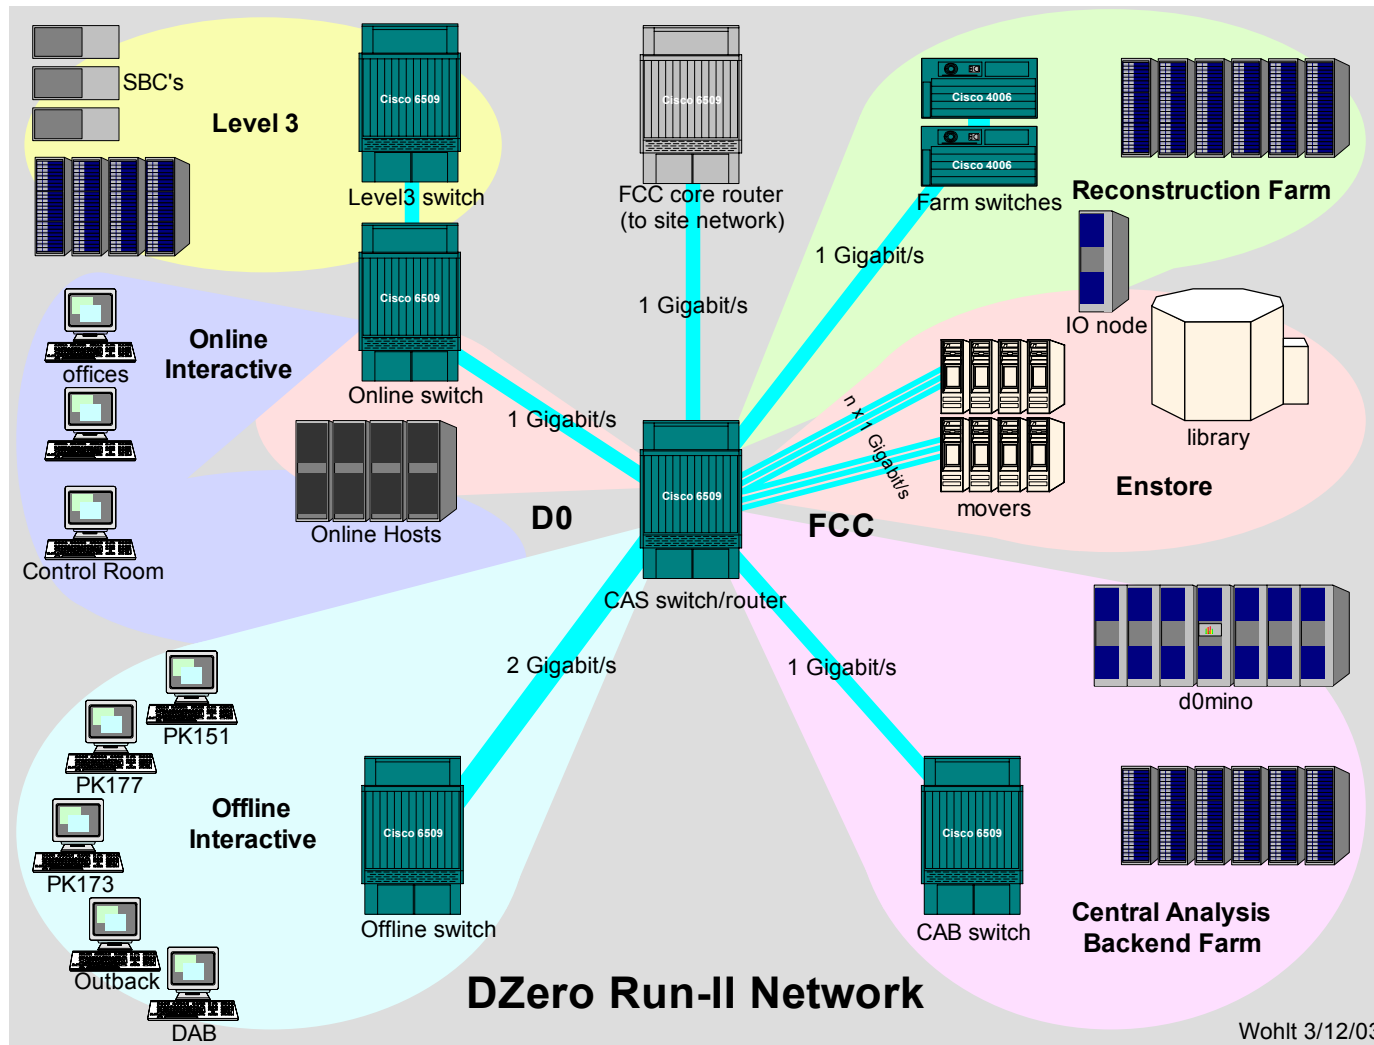 SBC's
Level 3
Cisco 6509
Level3 switch
Cisco 6509
FCC core router
(to site network)
Cisco 4006
Cisco 4006
Farm switches
Reconstruction Farm
1 Gigabit/s
1 Gigabit/s
IO node
Online
Interactive
offices
Cisco 6509
Online switch
1 Gigabit/s
n x 1 Gigabit/s
library
Enstore
movers
Online Hosts
D0
Cisco 6509
FCC
Control Room
CAS switch/router
2 Gigabit/s
1 Gigabit/s
d0mino
PK151
PK177
PK173
Outback
DAB
Offline
Interactive
Cisco 6509
Offline switch
Cisco 6509
CAB switch
Central Analysis
Backend Farm
DZero Run-II Network
Wohlt 3/12/03